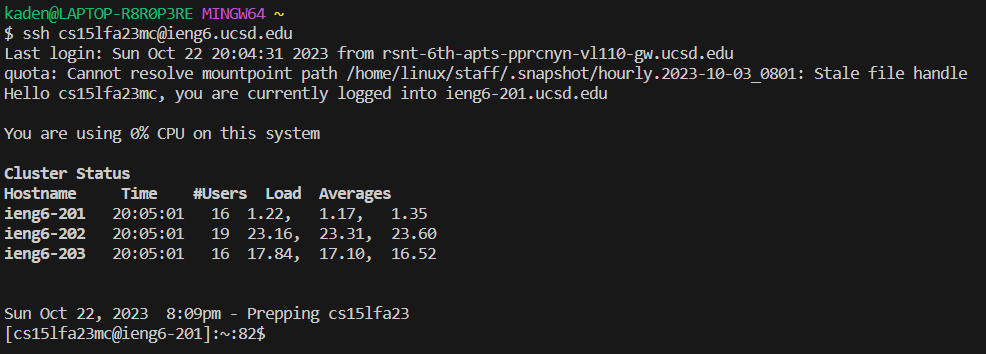 kaden@LAPTOP-R8R0P3RE MINGW64 ~
$ ssh cs15lfa23mc@ieng6.ucsd.edu
Last login: Sun Oct 22 20:04:31 2023 from rsnt-6th-apts-pprcnyn-vl110-gw.ucsd.edu
quota: Cannot resolve mountpoint path /home/linux/staff/.snapshot/hourly.2023-10-03_0801: Stale file handle
Hello cs15lfa23mc, you are currently logged into ieng6-201.ucsd.edu
You are using 0% CPU on this system
Cluster Status
Hostname     Time    #Users  Load  Averages
ieng6-201   20:05:01   16  1.22,   1.17,   1.35
ieng6-202   20:05:01   19  23.16,  23.31,  23.60
ieng6-203   20:05:01   16  17.84,  17.10,  16.52
Sun Oct 22, 2023  8:09pm - Prepping cs15lfa23
[cs15lfa23mc@ieng6-201]:~:82$